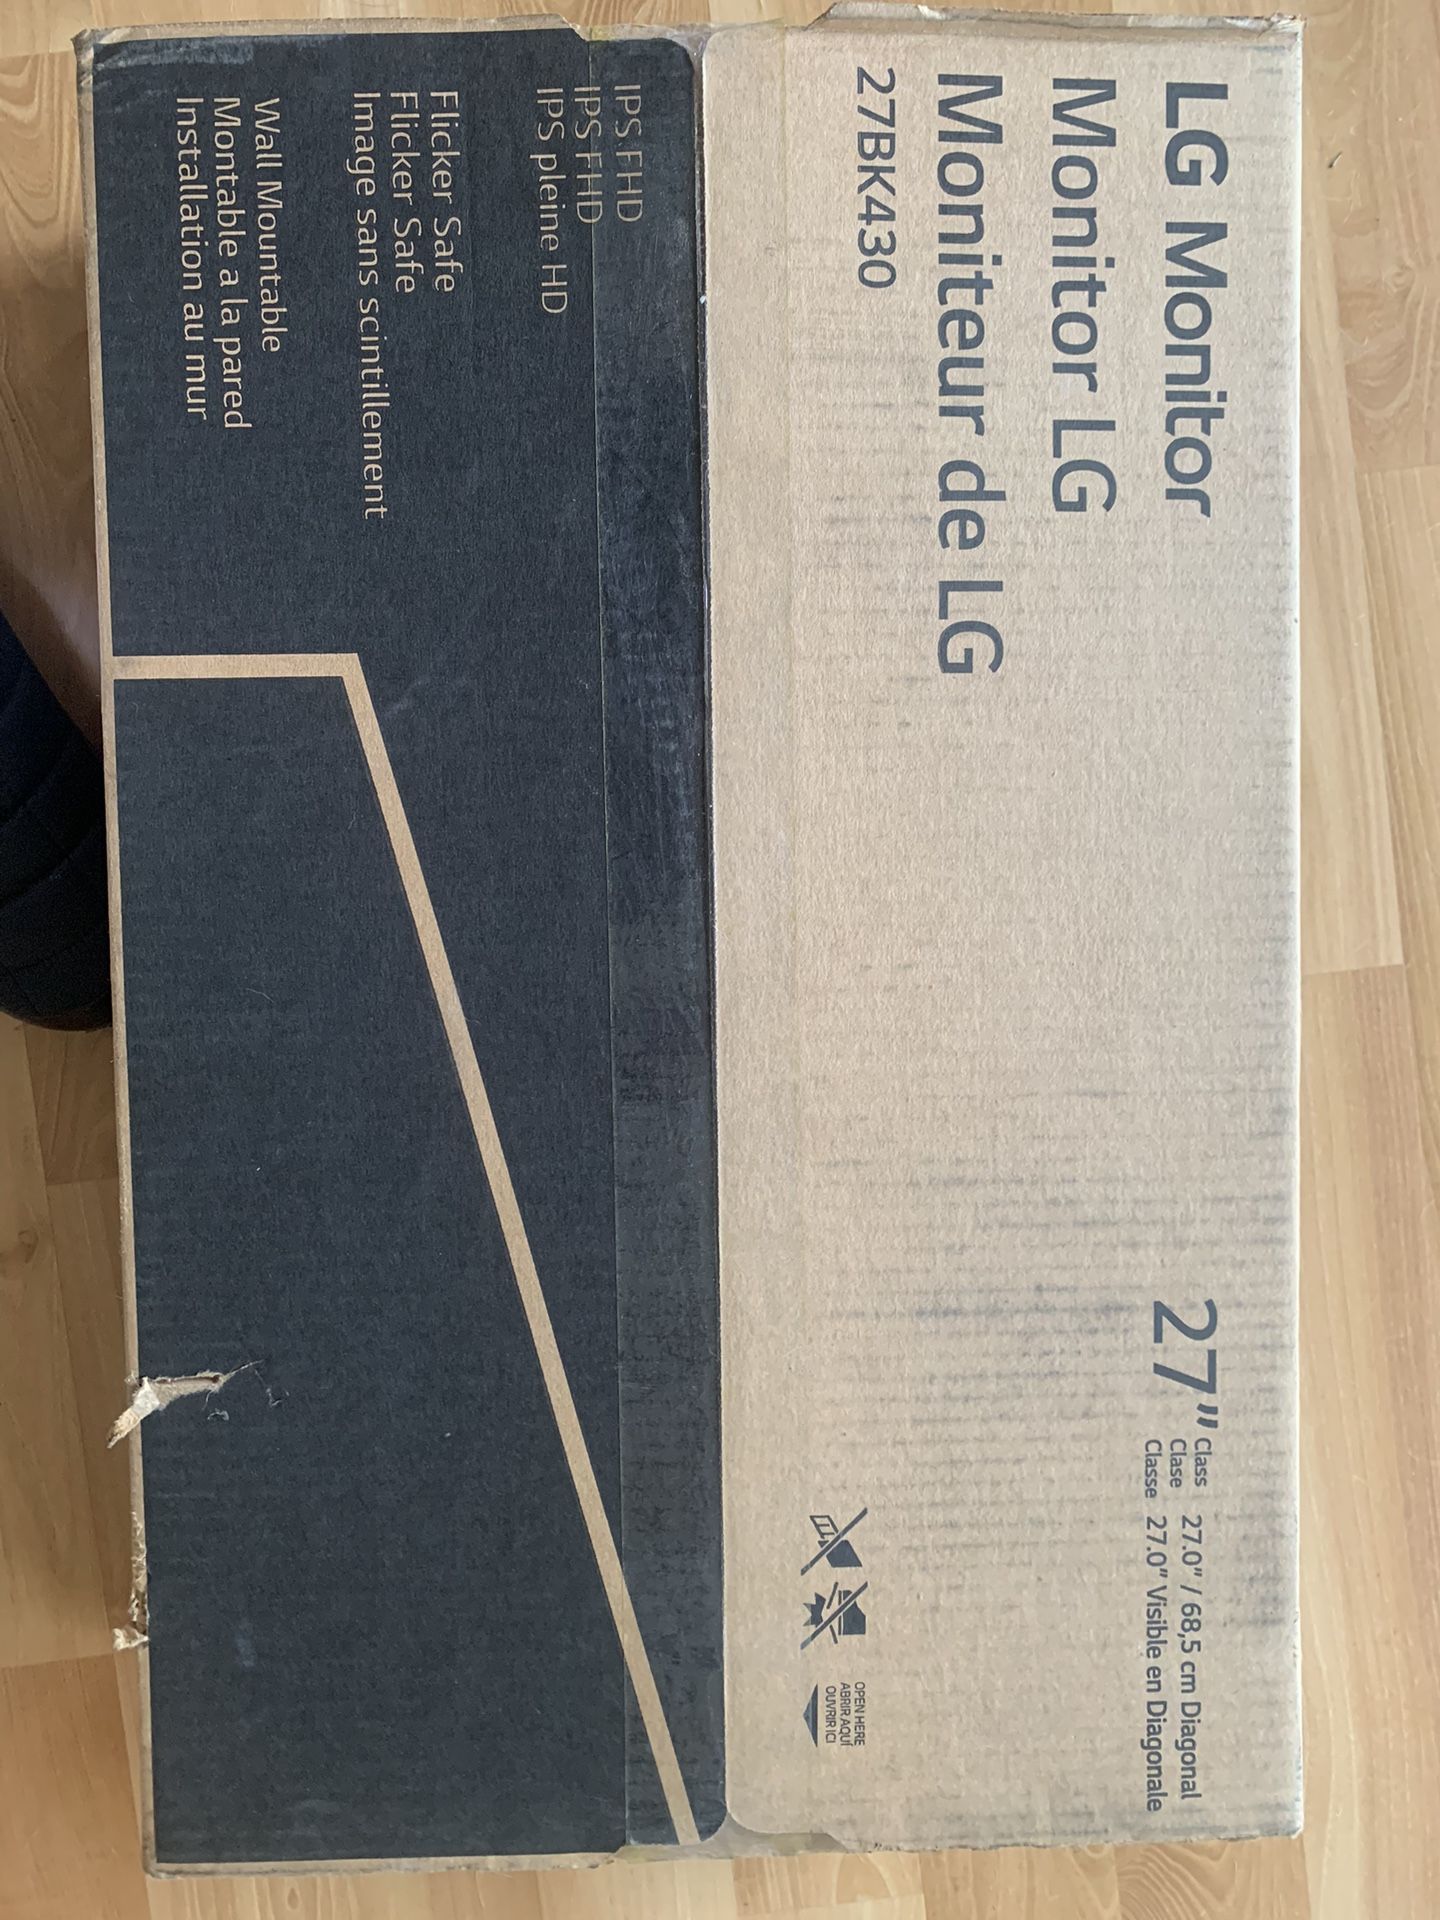 LG Monitor
Monitor LG
Moniteur de LG
27BK430
27"
Class
Clase
Classe
27.0" / 68,5 cm Diagonal
27.0" Visible en Diagonale
OPEN HERE
ABRIR AQUÍ
OUVRIR ICI
IPS FHD
IPS FHD
IPS pleine HD
Flicker Safe
Flicker Safe
Image sans scintillement
Wall Mountable
Montable a la pared
Installation au mur